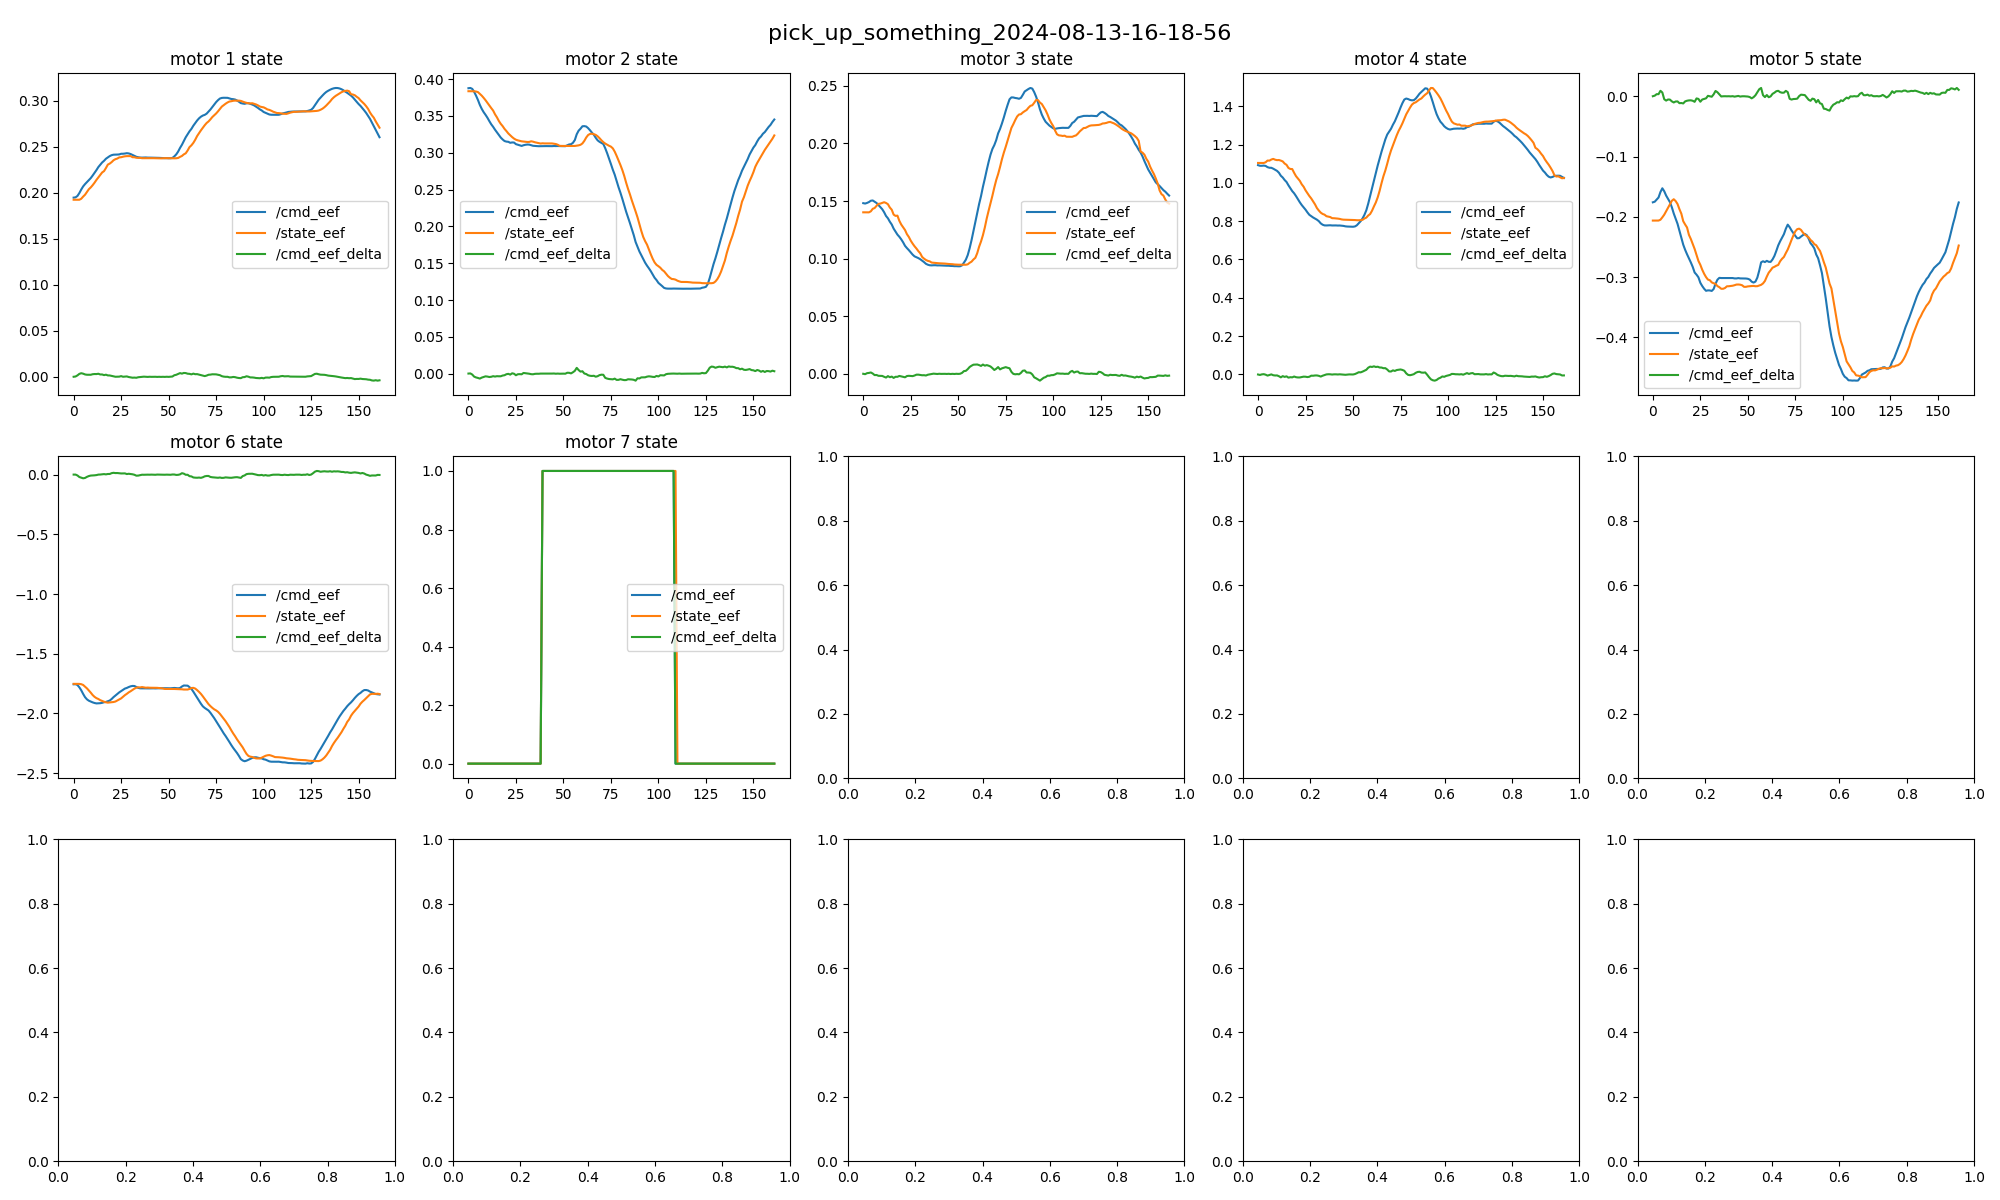 pick_up_something_2024-08-13-16-18-56
motor 1 state
0.30
0.25
0.20
0.15
0.10
0.05
0.00
0 25 50 75 100 125 150
/cmd_eef
/state_eef
/cmd_eef_delta
motor 2 state
0.40
0.35
0.30
0.25
0.20
0.15
0.10
0.05
0.00
0 25 50 75 100 125 150
/cmd_eef
/state_eef
/cmd_eef_delta
motor 3 state
0.25
0.20
0.15
0.10
0.05
0.00
0 25 50 75 100 125 150
/cmd_eef
/state_eef
/cmd_eef_delta
motor 4 state
1.4
1.2
1.0
0.8
0.6
0.4
0.2
0.0
0 25 50 75 100 125 150
/cmd_eef
/state_eef
/cmd_eef_delta
motor 5 state
0.0
−0.1
−0.2
−0.3
−0.4
0 25 50 75 100 125 150
/cmd_eef
/state_eef
/cmd_eef_delta
motor 6 state
0.0
−0.5
−1.0
−1.5
−2.0
−2.5
0 25 50 75 100 125 150
/cmd_eef
/state_eef
/cmd_eef_delta
motor 7 state
1.0
0.8
0.6
0.4
0.2
0.0
0 25 50 75 100 125 150
/cmd_eef
/state_eef
/cmd_eef_delta
1.0
0.8
0.6
0.4
0.2
0.0
0.0 0.2 0.4 0.6 0.8 1.0
1.0
0.8
0.6
0.4
0.2
0.0
0.0 0.2 0.4 0.6 0.8 1.0
1.0
0.8
0.6
0.4
0.2
0.0
0.0 0.2 0.4 0.6 0.8 1.0
1.0
0.8
0.6
0.4
0.2
0.0
0.0 0.2 0.4 0.6 0.8 1.0
1.0
0.8
0.6
0.4
0.2
0.0
0.0 0.2 0.4 0.6 0.8 1.0
1.0
0.8
0.6
0.4
0.2
0.0
0.0 0.2 0.4 0.6 0.8 1.0
1.0
0.8
0.6
0.4
0.2
0.0
0.0 0.2 0.4 0.6 0.8 1.0
1.0
0.8
0.6
0.4
0.2
0.0
0.0 0.2 0.4 0.6 0.8 1.0